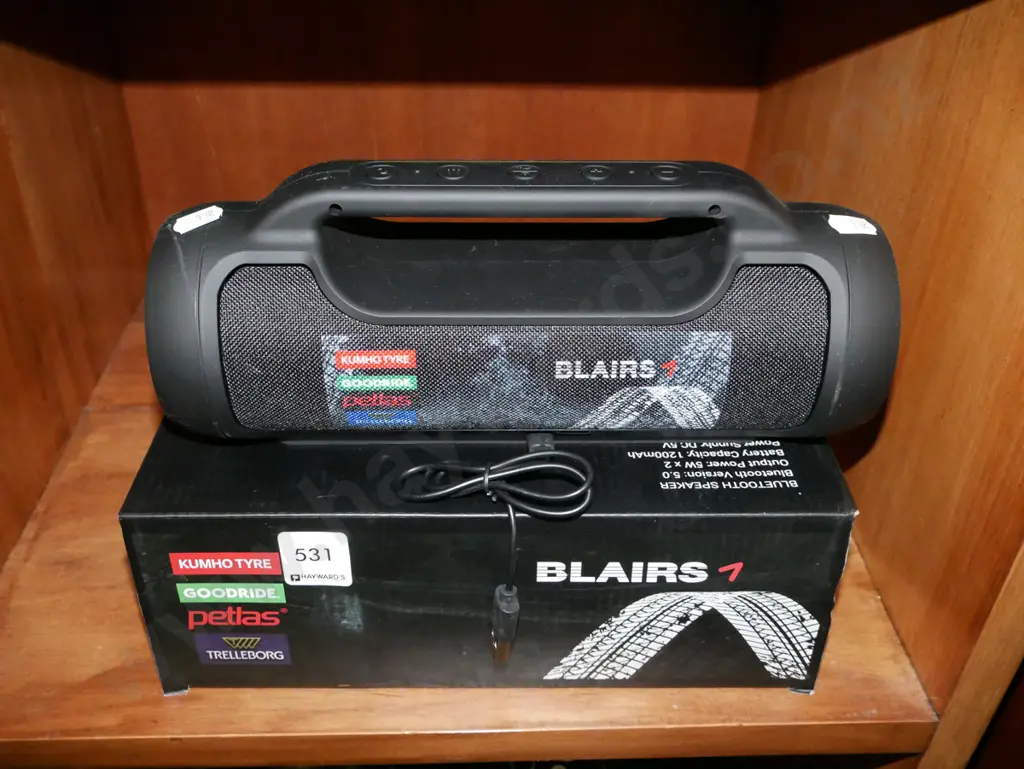 KUMHO TYRE
GOODRIDE
petlas
BLAIRS
BLUETOOTH SPEAKER
Bluetooth Version: 5.0
Output Power: 5W x 2
Battery Capacity: 1200mAh
Power Supply: DC 5V
KUMHO TYRE
GOODRIDE
petlas®
TRELLEBORG
531
HAYWARD'S
BLAIRS